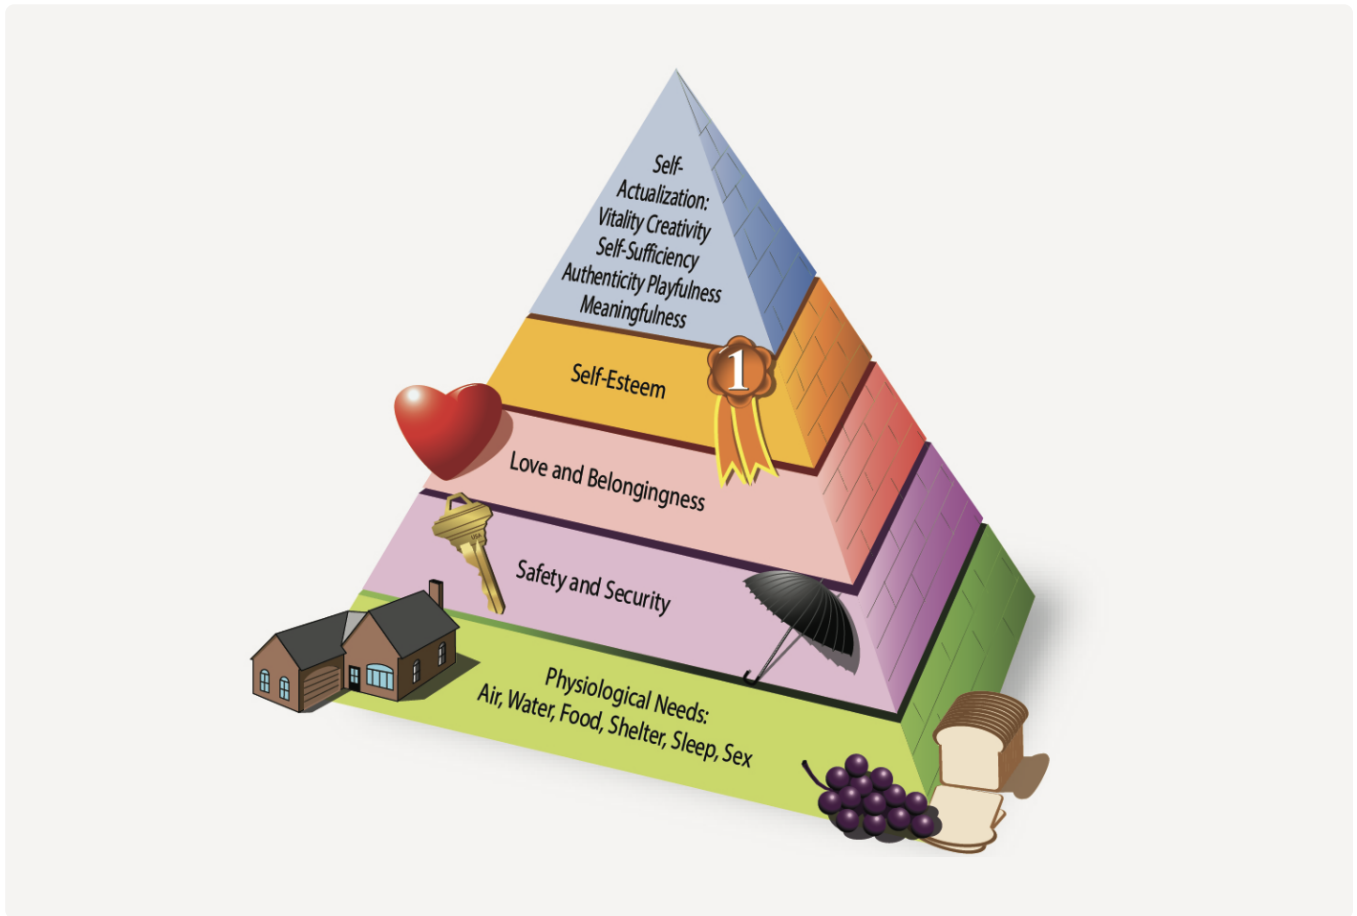 Self-
Actualization:
Vitality Creativity
Self-Sufficiency
Authenticity Playfulness
Meaningfulness
1
Self-Esteem
Love and Belongingness
USA
Safety and Security
Physiological Needs:
Air, Water, Food, Shelter, Sleep, Sex